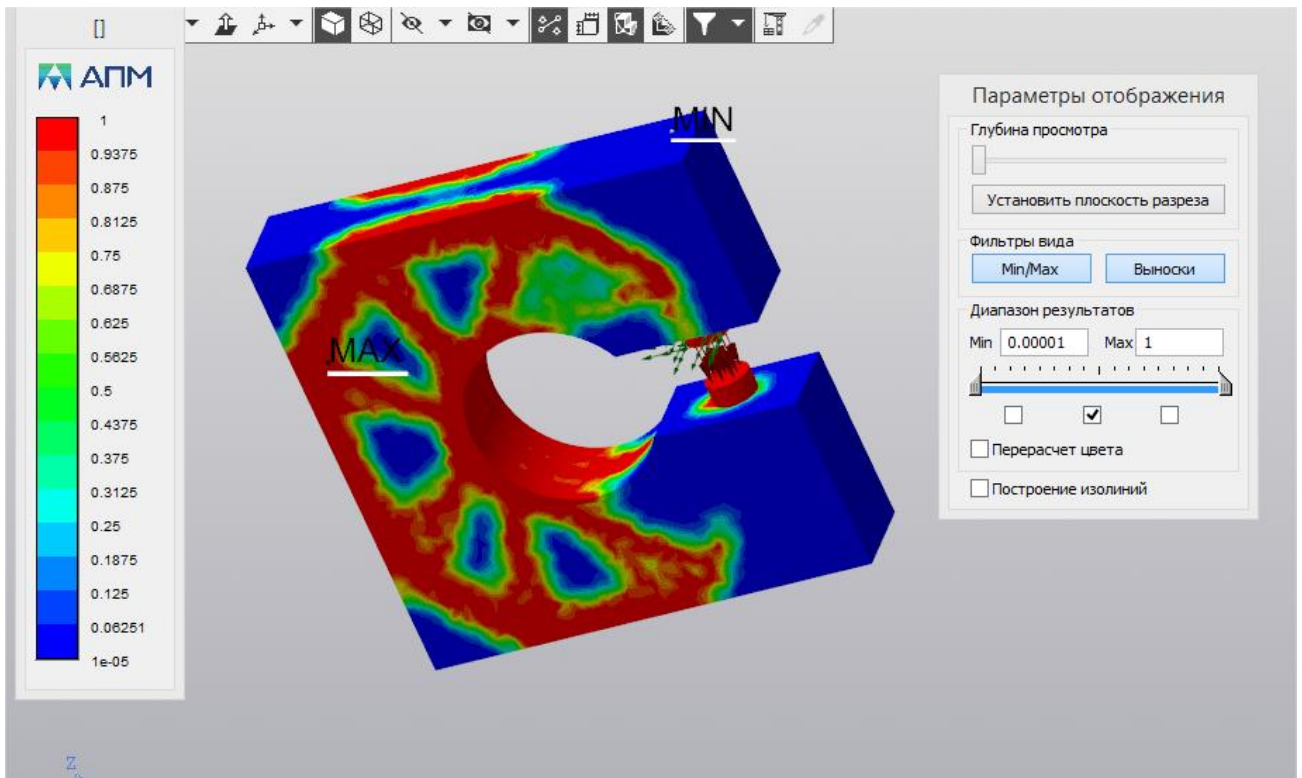 []
АПМ
1
0.9375
0.875
0.8125
0.75
0.6875
0.625
0.5625
0.5
0.4375
0.375
0.3125
0.25
0.1875
0.125
0.06251
1e-05
MIN
MAX
Параметры отображения
Глубина просмотра
Установить плоскость разреза
Фильтры вида
Min/Max Выноски
Диапазон результатов
Min 0.00001 Max 1
Перерасчет цвета
Построение изолиний
Z